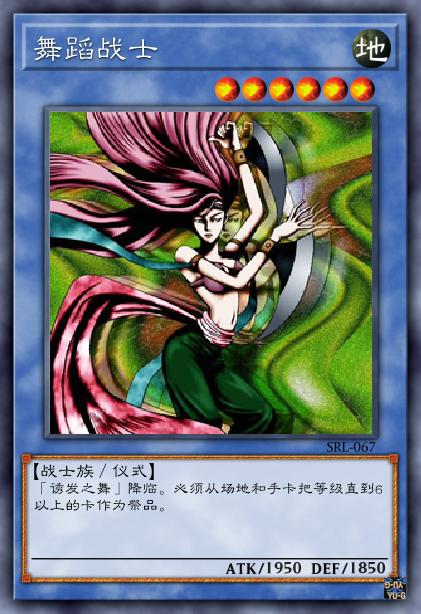 舞蹈战士
地
SRL-067
【战士族／仪式】
「诱发之舞」降临。必须从场地和手卡把等级直到6
以上的卡作为祭品。
ATK/1950 DEF/1850
YU-G